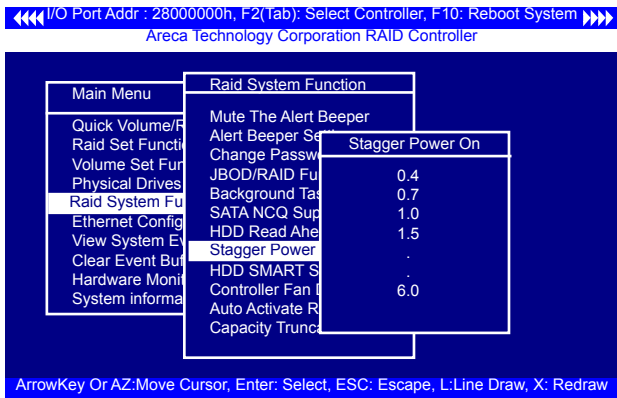 I/O Port Addr : 28000000h, F2(Tab): Select Controller, F10: Reboot System
Areca Technology Corporation RAID Controller
Main Menu
Quick Volume/R
Raid Set Functi
Volume Set Fun
Physical Drives
Raid System Fu
Ethernet Config
View System Ev
Clear Event Buf
Hardware Monit
System informa
Raid System Function
Mute The Alert Beeper
Alert Beeper Setti
Change Passwo
JBOD/RAID Fu
Background Tas
SATA NCQ Sup
HDD Read Ahe
Stagger Power
HDD SMART S
Controller Fan D
Auto Activate R
Capacity Trunca
Stagger Power On
0.4
0.7
1.0
1.5
.
.
6.0
ArrowKey Or AZ:Move Cursor, Enter: Select, ESC: Escape, L:Line Draw, X: Redraw